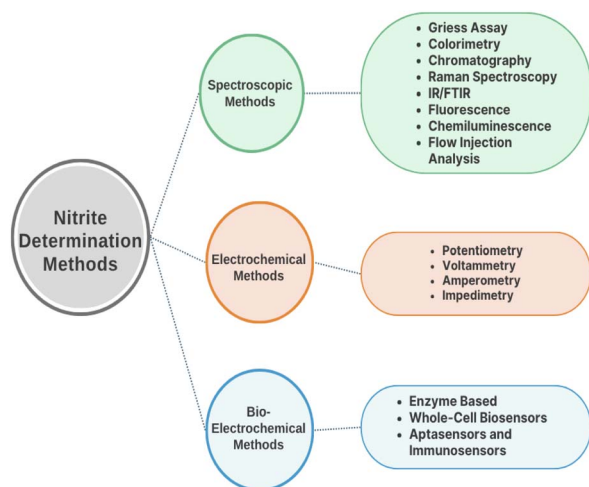 Nitrite
Determination
Methods
Spectroscopic
Methods
• Griess Assay
• Colorimetry
• Chromatography
• Raman Spectroscopy
• IR/FTIR
• Fluorescence
• Chemiluminescence
• Flow Injection
Analysis
Electrochemical
Methods
• Potentiometry
• Voltammetry
• Amperometry
• Impedimetry
Bio-
Electrochemical
Methods
• Enzyme Based
• Whole-Cell Biosensors
• Aptasensors and
Immunosensors